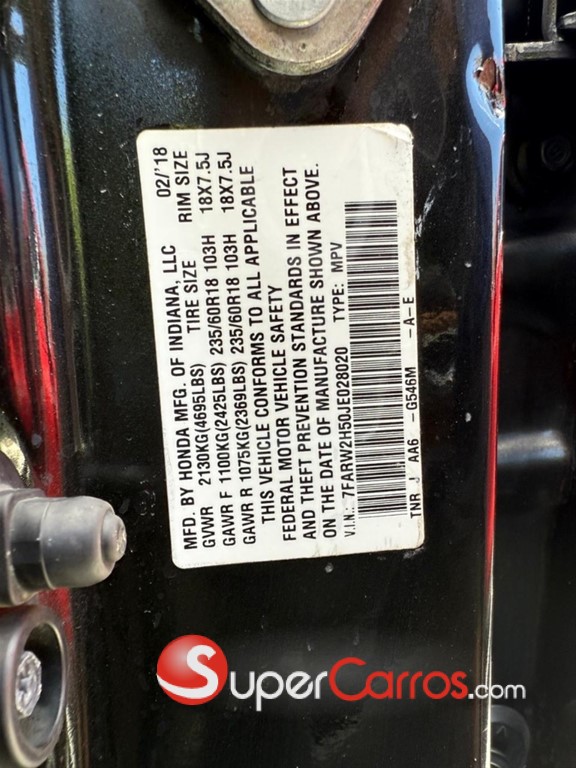 MFD. BY HONDA MFG. OF INDIANA, LLC 02/'18
GVWR 2130KG(4695LBS) TIRE SIZE RIM SIZE
GAWR F 1100KG(2425LBS) 235/60R18 103H 18X7.5J
GAWR R 1075KG(2369LBS) 235/60R18 103H 18X7.5J
THIS VEHICLE CONFORMS TO ALL APPLICABLE
FEDERAL MOTOR VEHICLE SAFETY
AND THEFT PREVENTION STANDARDS IN EFFECT
ON THE DATE OF MANUFACTURE SHOWN ABOVE.
V.I.N.: 7FARW2H50JE028020 TYPE: MPV
TNR J AA6 -G546M -A-E
SUPERCARROS.com